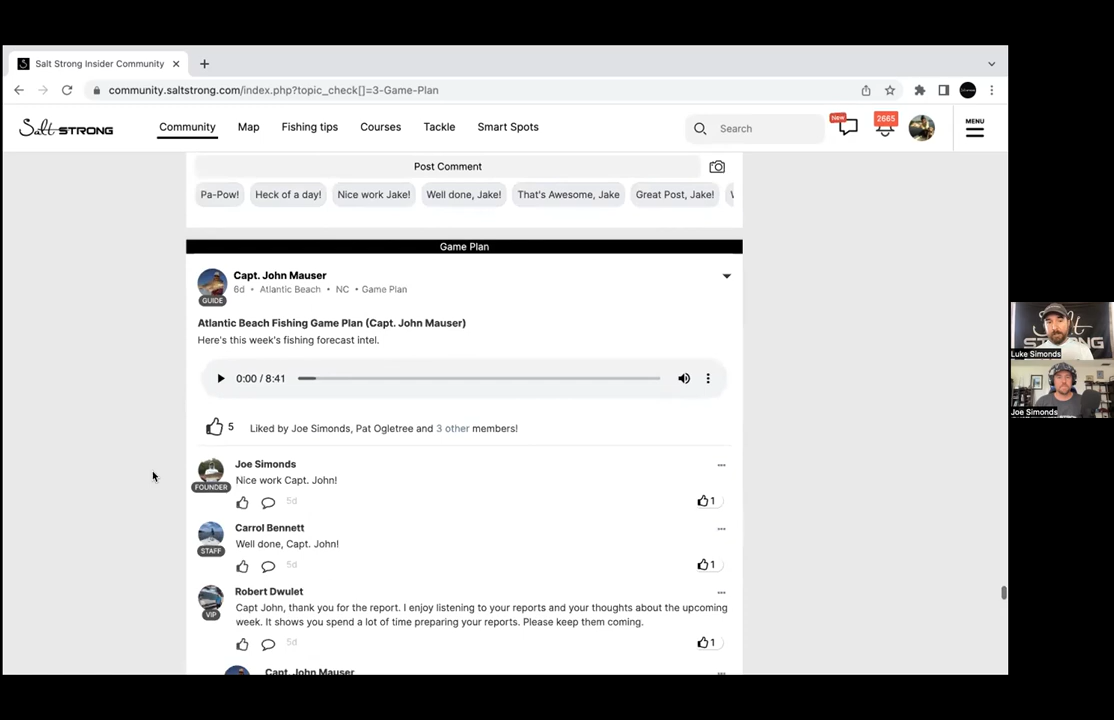 Salt Strong Insider Community
community.saltstrong.com/index.php?topic_check[]=3-Game-Plan
Salt STRONG
Community
Map
Fishing tips
Courses
Tackle
Smart Spots
Search
New
2665
MENU
Post Comment
Pa-Pow!
Heck of a day!
Nice work Jake!
Well done, Jake!
That's Awesome, Jake
Great Post, Jake!
Game Plan
Capt. John Mauser
GUIDE
6d • Atlantic Beach • NC • Game Plan
Atlantic Beach Fishing Game Plan (Capt. John Mauser)
Here's this week's fishing forecast intel.
0:00 / 8:41
5
Liked by Joe Simonds, Pat Ogletree and 3 other members!
Joe Simonds
FOUNDER
Nice work Capt. John!
5d
1
Carrol Bennett
STAFF
Well done, Capt. John!
5d
1
Robert Dwulet
VIP
Capt John, thank you for the report. I enjoy listening to your reports and your thoughts about the upcoming
week. It shows you spend a lot of time preparing your reports. Please keep them coming.
5d
1
Capt. John Mauser
Salt
STRONG
Luke Simonds
Joe Simonds